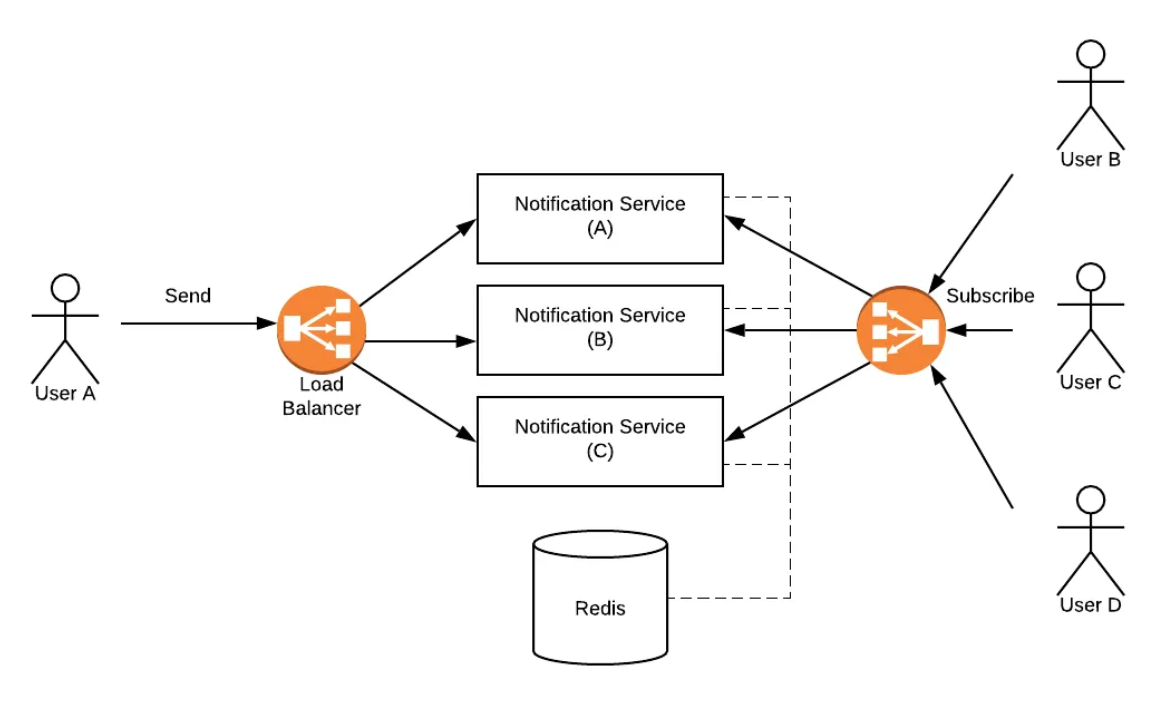 User B
Notification Service
(A)
Send
Subscribe
Notification Service
(B)
User A
Load
Balancer
User C
Notification Service
(C)
Redis
User D